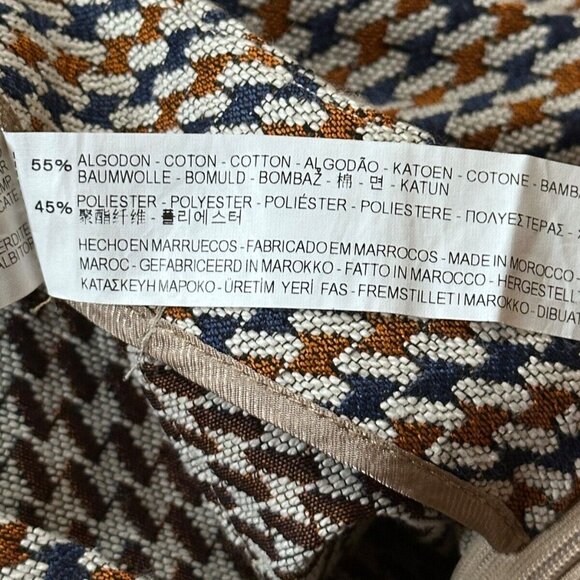 55% ALGODON - COTON - COTTON - ALGODÃO - KATOEN - COTONE - BAMB
BAUMWOLLE - BOMULD - BOMBAŽ - 棉 - 면 - KATUN
45% POLIESTER - POLYESTER - POLIÉSTER - POLIESTERE - ΠΟΛΥΕΣΤΕΡΑΣ -
聚酯纤维 - 폴리에스터
HECHO EN MARRUECOS - FABRICADO EM MARROCOS - MADE IN MOROCCO
MAROC - GEFABRICEERD IN MAROKKO - FATTO IN MAROCCO - HERGESTELL
ΚΑΤΑΣΚΕΥΗ ΜΑΡΟΚΟ - ÜRETİM YERİ FAS - FREMSTILLET I MAROKKO - DIBUAT